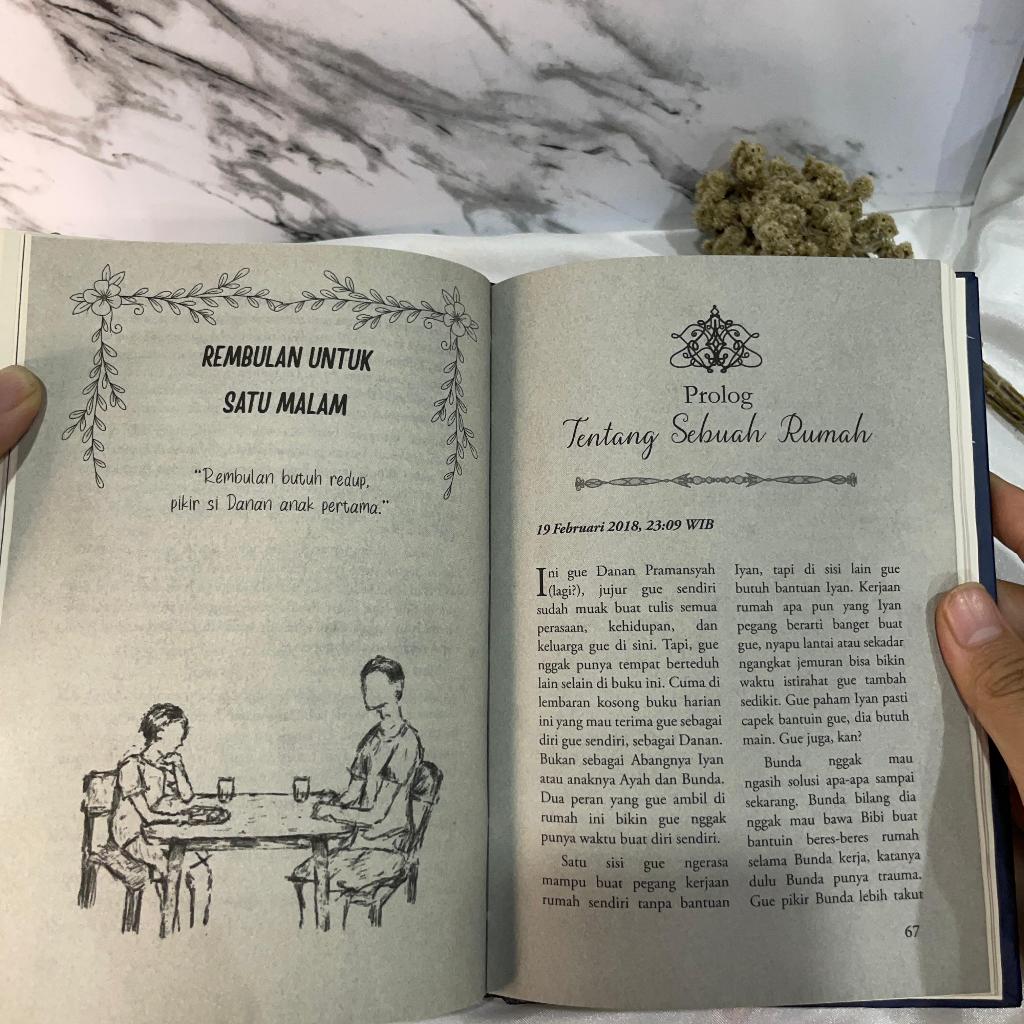 REMBULAN UNTUK
SATU MALAM
"Rembulan butuh redup,
pikir si Danan anak pertama."
Prolog
Tentang Sebuah Rumah
19 Februari 2018, 23:09 WIB
Ini gue Danan Pramansyah
(lagi?), jujur gue sendiri
sudah muak buat tulis semua
perasaan, kehidupan, dan
keluarga gue di sini. Tapi, gue
nggak punya tempat berteduh
lain selain di buku ini. Cuma di
lembaran kosong buku harian
ini yang mau terima gue sebagai
diri gue sendiri, sebagai Danan.
Bukan sebagai Abangnya Iyan
atau anaknya Ayah dan Bunda.
Dua peran yang gue ambil di
rumah ini bikin gue nggak
punya waktu buat diri sendiri.
Satu sisi gue ngerasa
mampu buat pegang kerjaan
rumah sendiri tanpa bantuan
Iyan, tapi di sisi lain gue
butuh bantuan Iyan. Kerjaan
rumah apa pun yang Iyan
pegang berarti banget buat
gue, nyapu lantai atau sekadar
ngangkat jemuran bisa bikin
waktu istirahat gue tambah
sedikit. Gue paham Iyan pasti
capek bantuin gue, dia butuh
main. Gue juga, kan?
Bunda nggak mau
ngasih solusi apa-apa sampai
sekarang. Bunda bilang dia
nggak mau bawa Bibi buat
bantuin beres-beres rumah
selama Bunda kerja, katanya
dulu Bunda punya trauma.
Gue pikir Bunda lebih takut
67